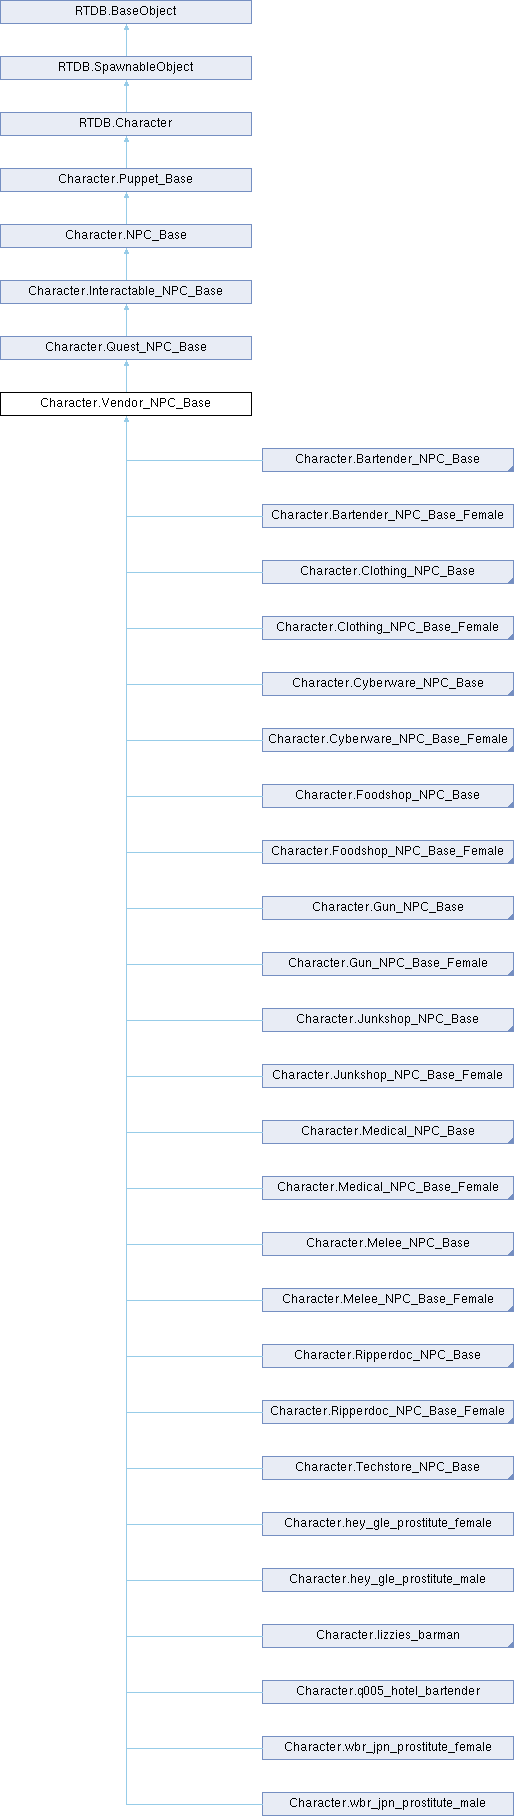 RTDB.BaseObject
RTDB.SpawnableObject
RTDB.Character
Character.Puppet_Base
Character.NPC_Base
Character.Interactable_NPC_Base
Character.Quest_NPC_Base
Character.Vendor_NPC_Base
Character.Bartender_NPC_Base
Character.Bartender_NPC_Base_Female
Character.Clothing_NPC_Base
Character.Clothing_NPC_Base_Female
Character.Cyberware_NPC_Base
Character.Cyberware_NPC_Base_Female
Character.Foodshop_NPC_Base
Character.Foodshop_NPC_Base_Female
Character.Gun_NPC_Base
Character.Gun_NPC_Base_Female
Character.Junkshop_NPC_Base
Character.Junkshop_NPC_Base_Female
Character.Medical_NPC_Base
Character.Medical_NPC_Base_Female
Character.Melee_NPC_Base
Character.Melee_NPC_Base_Female
Character.Ripperdoc_NPC_Base
Character.Ripperdoc_NPC_Base_Female
Character.Techstore_NPC_Base
Character.hey_gle_prostitute_female
Character.hey_gle_prostitute_male
Character.lizzies_barman
Character.q005_hotel_bartender
Character.wbr_jpn_prostitute_female
Character.wbr_jpn_prostitute_male